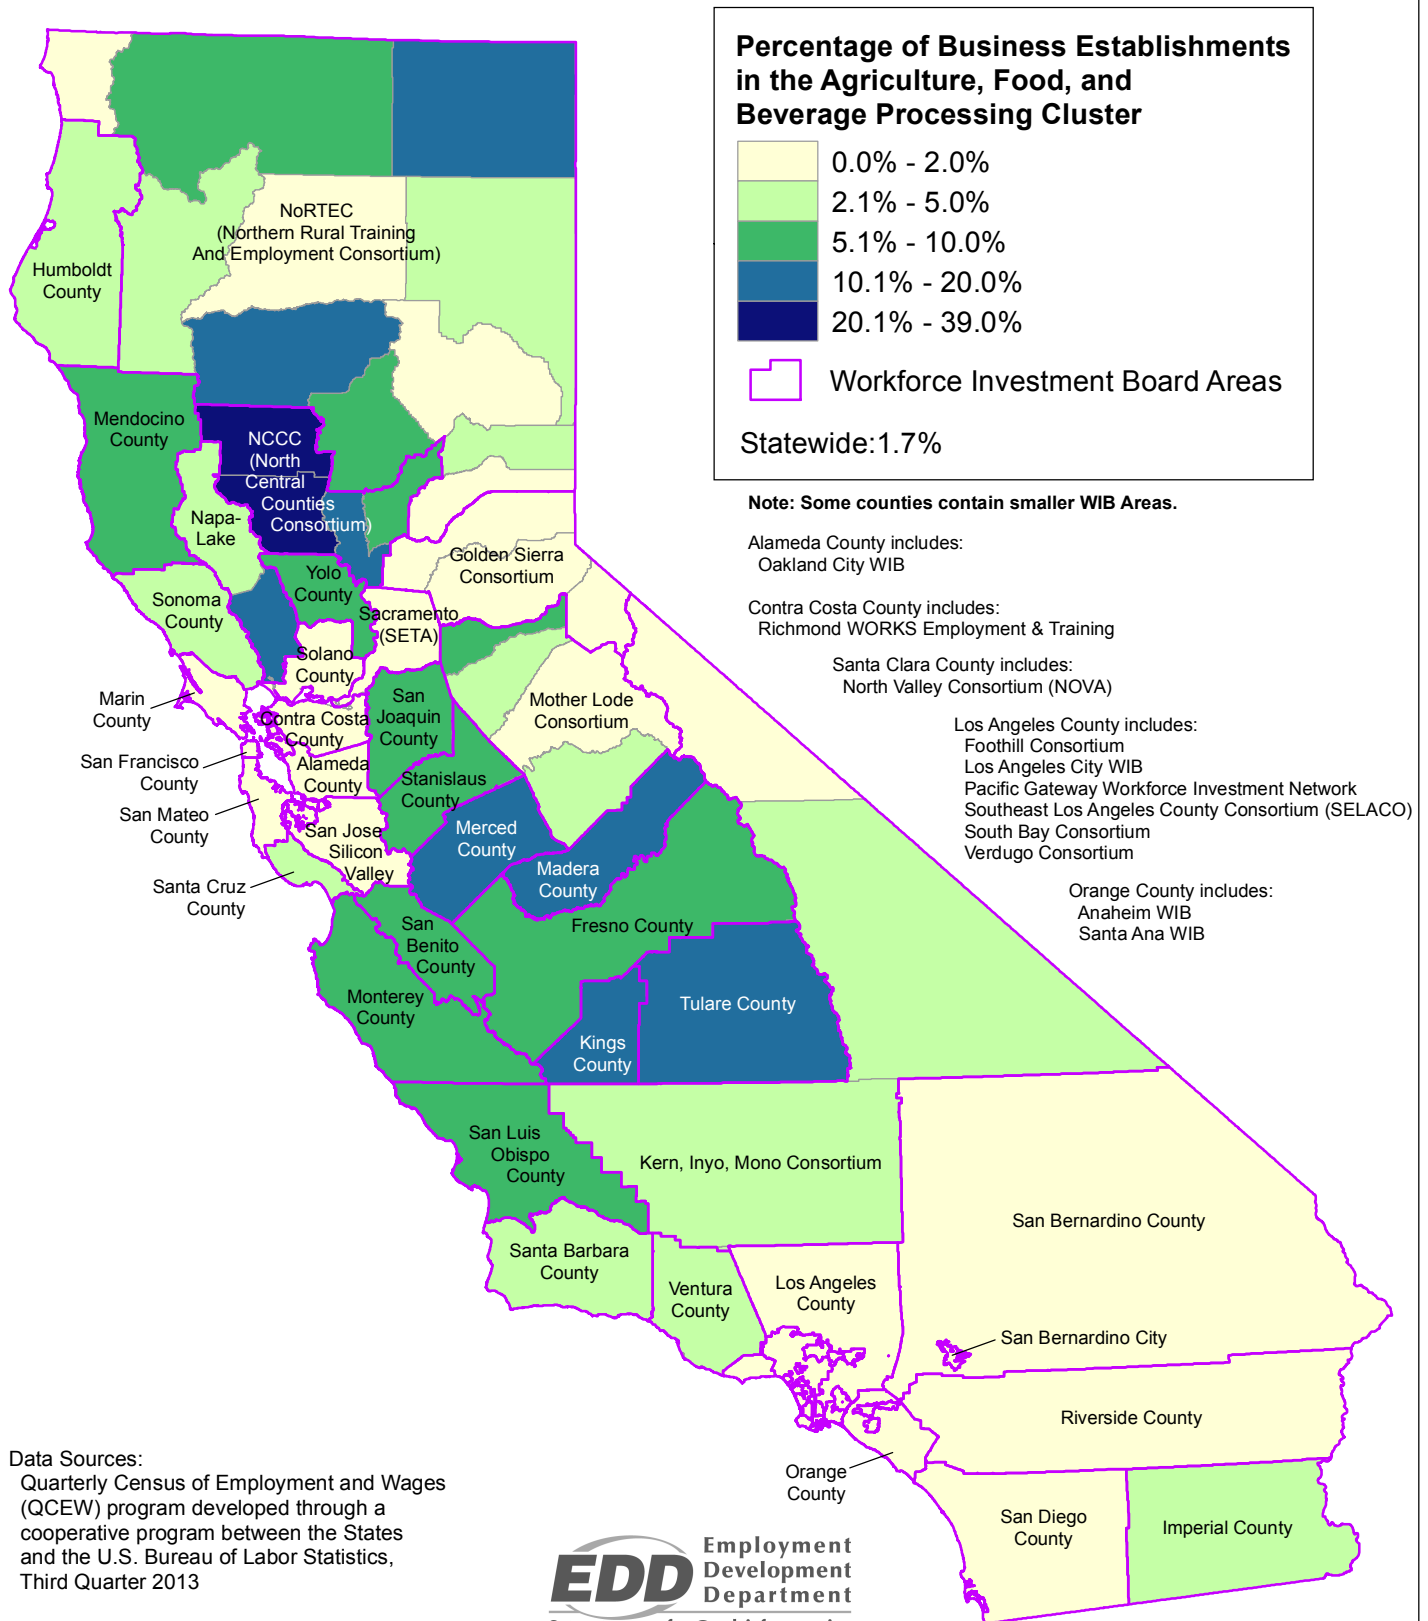 Percentage of Business Establishments
in the Agriculture, Food, and
Beverage Processing Cluster
0.0% - 2.0%
2.1% - 5.0%
5.1% - 10.0%
10.1% - 20.0%
20.1% - 39.0%
Workforce Investment Board Areas
Statewide:1.7%
Note: Some counties contain smaller WIB Areas.
Alameda County includes:
Oakland City WIB
Contra Costa County includes:
Richmond WORKS Employment & Training
Santa Clara County includes:
North Valley Consortium (NOVA)
Los Angeles County includes:
Foothill Consortium
Los Angeles City WIB
Pacific Gateway Workforce Investment Network
Southeast Los Angeles County Consortium (SELACO)
South Bay Consortium
Verdugo Consortium
Orange County includes:
Anaheim WIB
Santa Ana WIB
NoRTEC
(Northern Rural Training
And Employment Consortium)
Humboldt
County
Mendocino
County
NCCC
(North
Central
Counties
Consortium)
Napa-
Lake
Golden Sierra
Consortium
Yolo
County
Sonoma
County
Sacramento
(SETA)
Solano
County
Marin
County
San
Joaquin
County
Mother Lode
Consortium
Contra Costa
County
San Francisco
County
Alameda
County
Stanislaus
County
San Mateo
County
San Jose
Silicon
Valley
Merced
County
Madera
County
Santa Cruz
County
San
Benito
County
Fresno County
Monterey
County
Tulare County
Kings
County
San Luis
Obispo
County
Kern, Inyo, Mono Consortium
San Bernardino County
Santa Barbara
County
Ventura
County
Los Angeles
County
San Bernardino City
Riverside County
Orange
County
San Diego
County
Imperial County
Data Sources:
Quarterly Census of Employment and Wages
(QCEW) program developed through a
cooperative program between the States
and the U.S. Bureau of Labor Statistics,
Third Quarter 2013
EDD
Employment
Development
Department